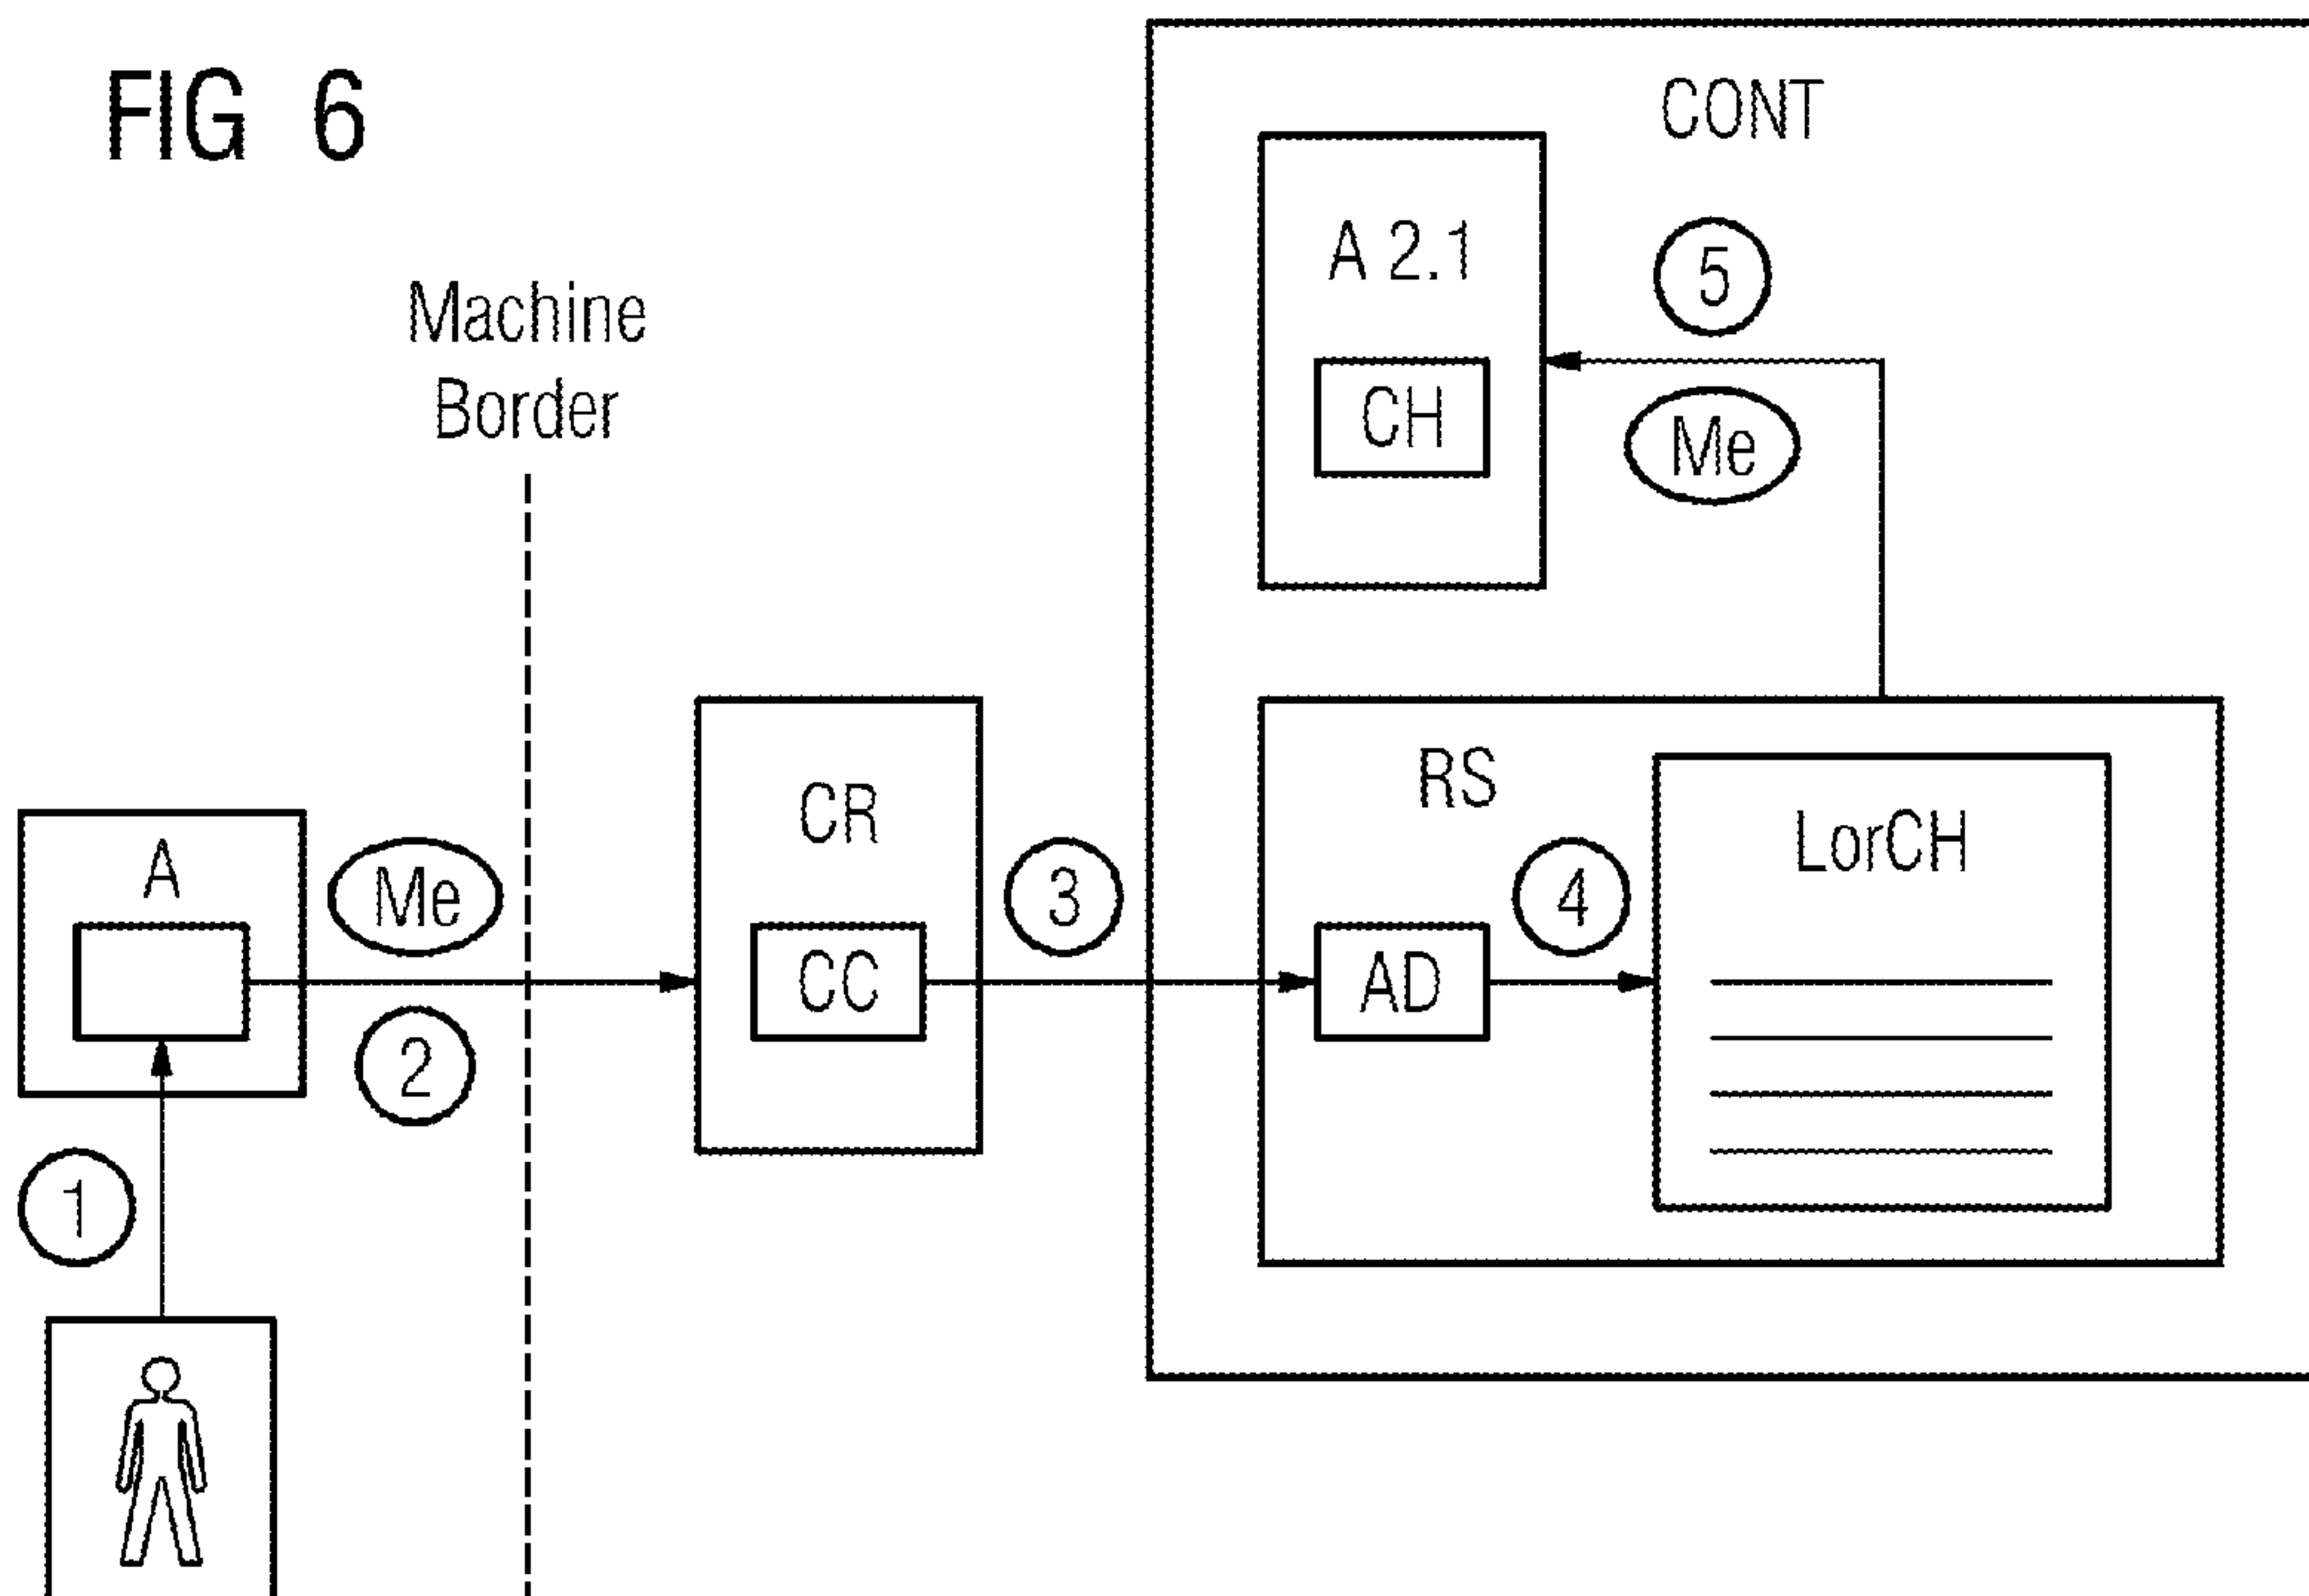 FIG 6
CONT
A 2.1
5
Machine
Border
CH
Me
RS
CR
LorCH
A
Me
3
4
CC
AD
2
1